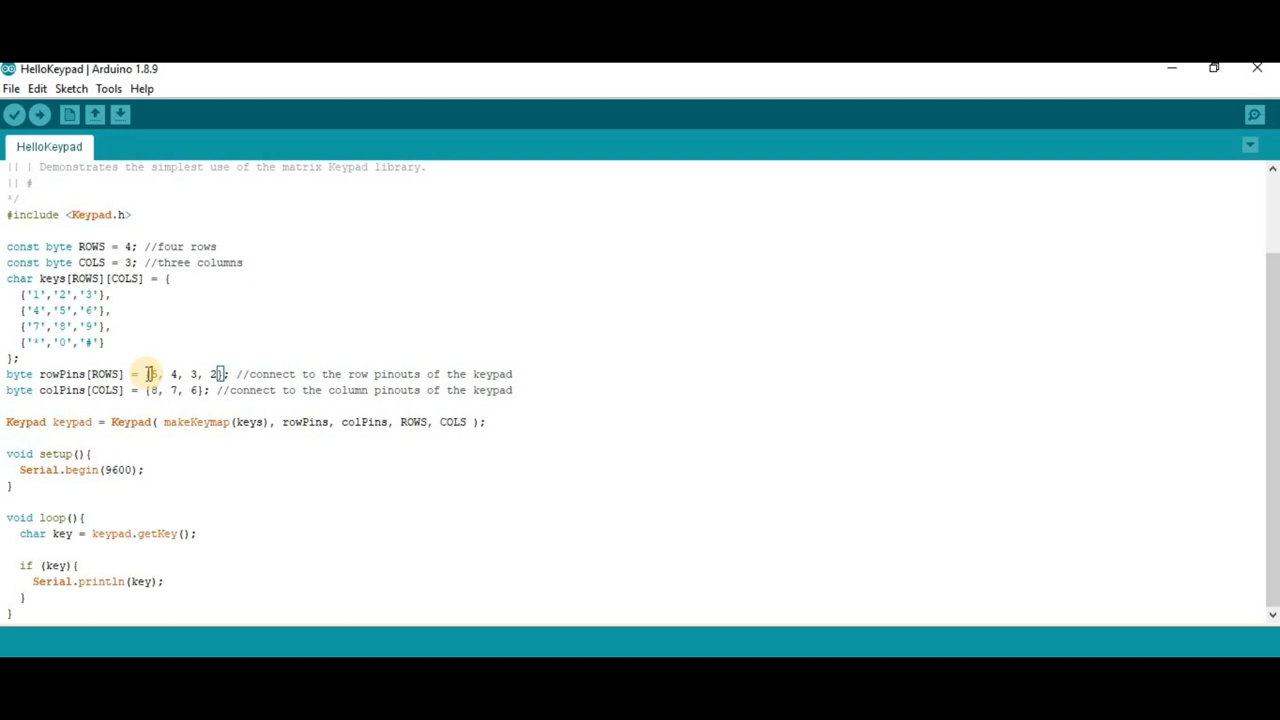 HelloKeypad | Arduino 1.8.9
File Edit Sketch Tools Help
HelloKeypad
|| | Demonstrates the simplest use of the matrix Keypad library.
|| #
*/
#include <Keypad.h>
const byte ROWS = 4; //four rows
const byte COLS = 3; //three columns
char keys[ROWS][COLS] = {
{'1','2','3'},
{'4','5','6'},
{'7','8','9'},
{'*','0','#'}
};
byte rowPins[ROWS] = {5, 4, 3, 2}; //connect to the row pinouts of the keypad
byte colPins[COLS] = {8, 7, 6}; //connect to the column pinouts of the keypad
Keypad keypad = Keypad( makeKeymap(keys), rowPins, colPins, ROWS, COLS );
void setup(){
Serial.begin(9600);
}
void loop(){
char key = keypad.getKey();
if (key){
Serial.println(key);
}
}